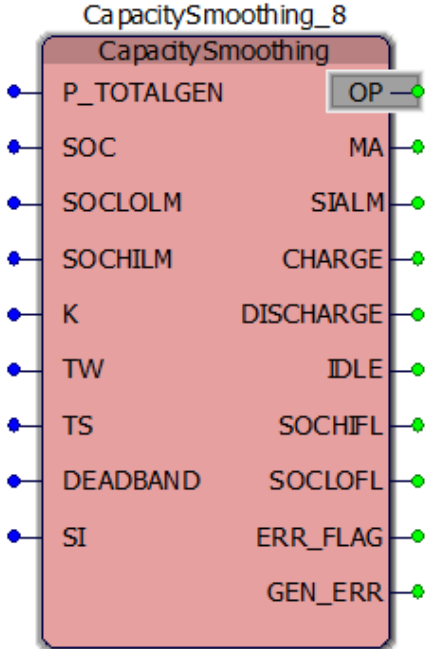 CapacitySmoothing_8
CapacitySmoothing
P_TOTALGEN OP
SOC MA
SOCLOLM SIALM
SOCHILM CHARGE
K DISCHARGE
TW IDLE
TS SOCHIFL
DEADBAND SOCLOFL
SI ERR_FLAG
GEN_ERR